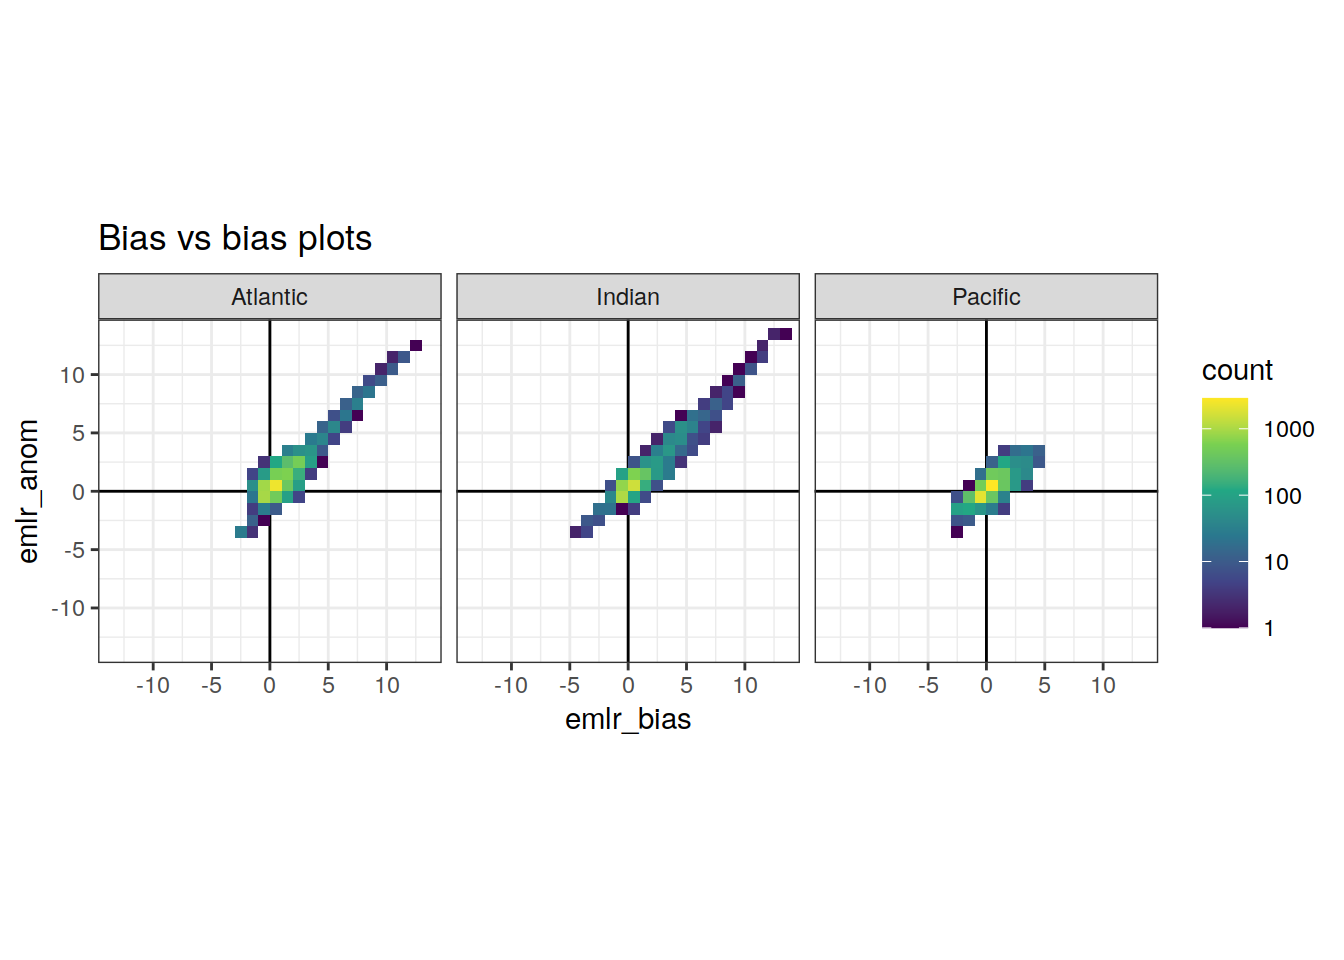 Bias vs bias plots
Atlantic Indian Pacific
count
1000
100
10
1
emlr_anom
10
5
0
-5
-10
-10 -5 0 5 10 -10 -5 0 5 10 -10 -5 0 5 10
emlr_bias